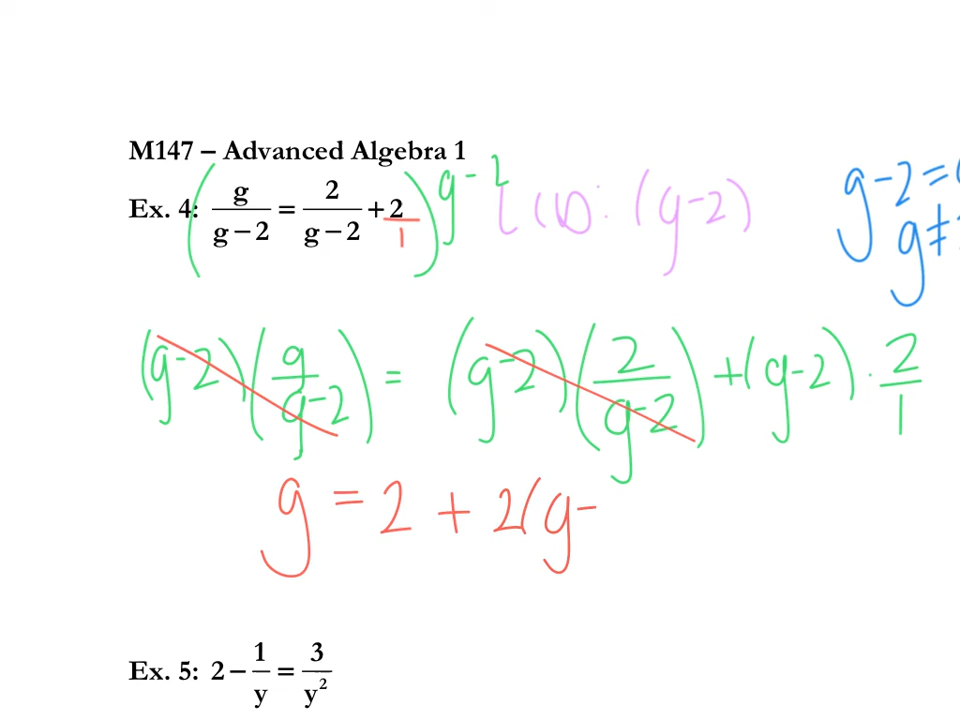 M147 – Advanced Algebra 1
Ex. 4: ( g/(g – 2) = 2/(g – 2) + 2/1 ) g-2 LCD: (g-2)
g-2=
g≠
(g-2)(g/(g-2)) = (g-2)(2/(g-2)) + (g-2) · 2/1
g = 2 + 2(g-
Ex. 5: 2 – 1/y = 3/y²